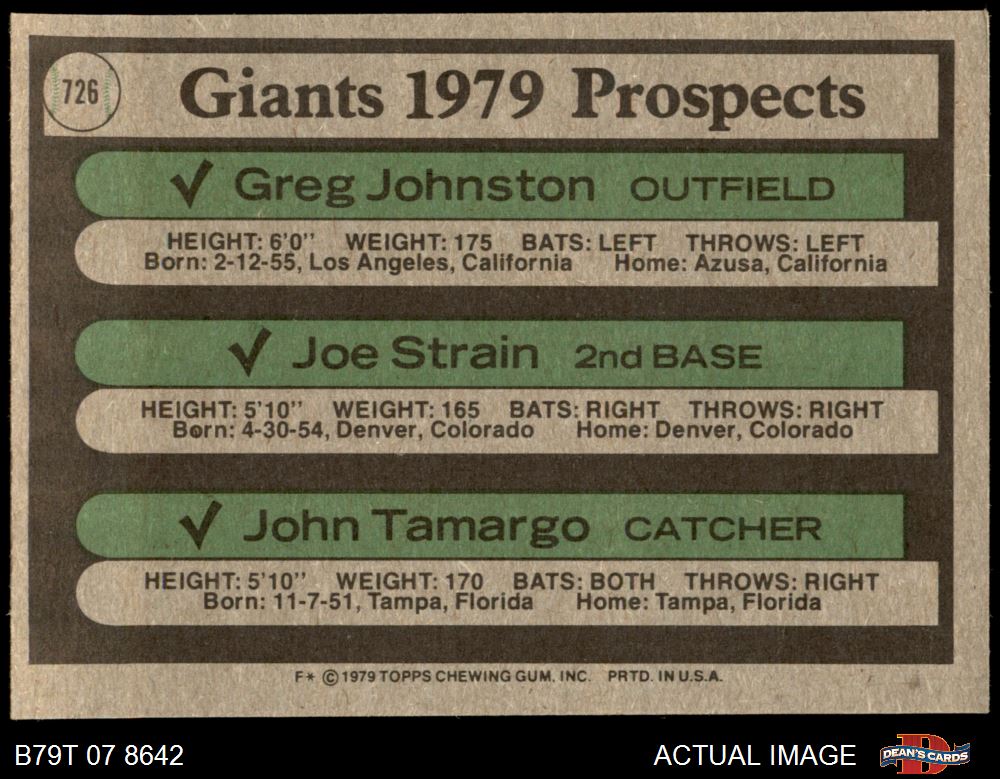 726
Giants 1979 Prospects
✓ Greg Johnston OUTFIELD
HEIGHT: 6'0'' WEIGHT: 175 BATS: LEFT THROWS: LEFT
Born: 2-12-55, Los Angeles, California Home: Azusa, California
✓ Joe Strain 2nd BASE
HEIGHT: 5'10'' WEIGHT: 165 BATS: RIGHT THROWS: RIGHT
Born: 4-30-54, Denver, Colorado Home: Denver, Colorado
✓ John Tamargo CATCHER
HEIGHT: 5'10'' WEIGHT: 170 BATS: BOTH THROWS: RIGHT
Born: 11-7-51, Tampa, Florida Home: Tampa, Florida
F* © 1979 TOPPS CHEWING GUM, INC. PRTD. IN U.S.A.
B79T 07 8642
ACTUAL IMAGE
D
DEAN'S CARDS